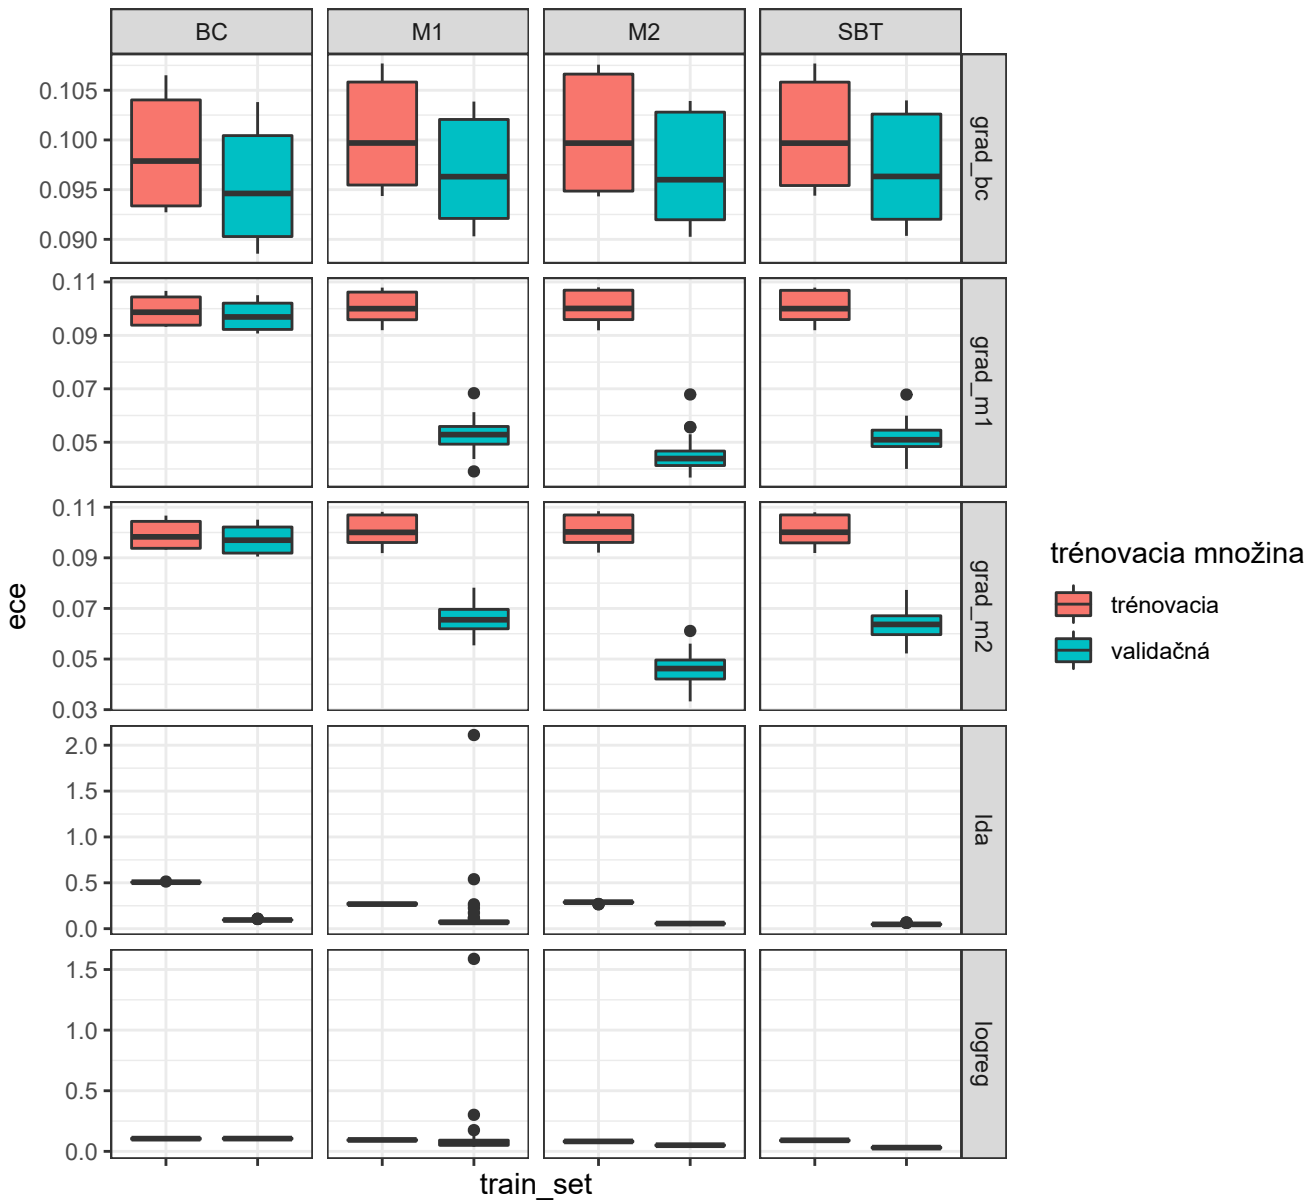 BC M1 M2 SBT
0.105
0.100
0.095
0.090
grad_bc
0.11
0.09
0.07
0.05
grad_m1
0.11
0.09
0.07
0.05
0.03
grad_m2
2.0
1.5
1.0
0.5
0.0
lda
1.5
1.0
0.5
0.0
logreg
ece
train_set
trénovacia množina
trénovacia
validačná